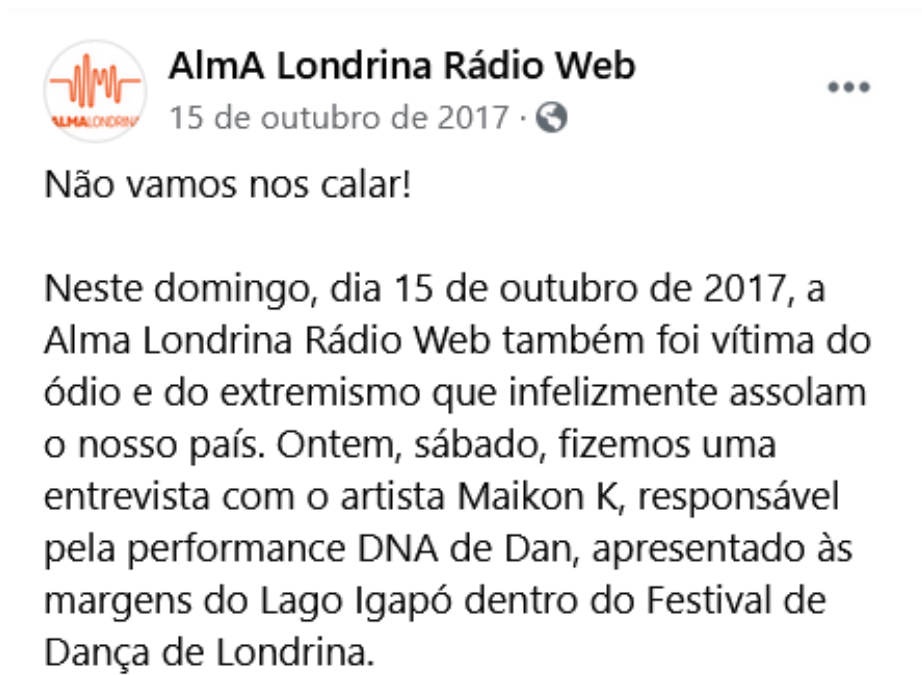 AlmA Londrina Rádio Web
15 de outubro de 2017 ·
ALMALONDRINA
Não vamos nos calar!
Neste domingo, dia 15 de outubro de 2017, a
Alma Londrina Rádio Web também foi vítima do
ódio e do extremismo que infelizmente assolam
o nosso país. Ontem, sábado, fizemos uma
entrevista com o artista Maikon K, responsável
pela performance DNA de Dan, apresentado às
margens do Lago Igapó dentro do Festival de
Dança de Londrina.